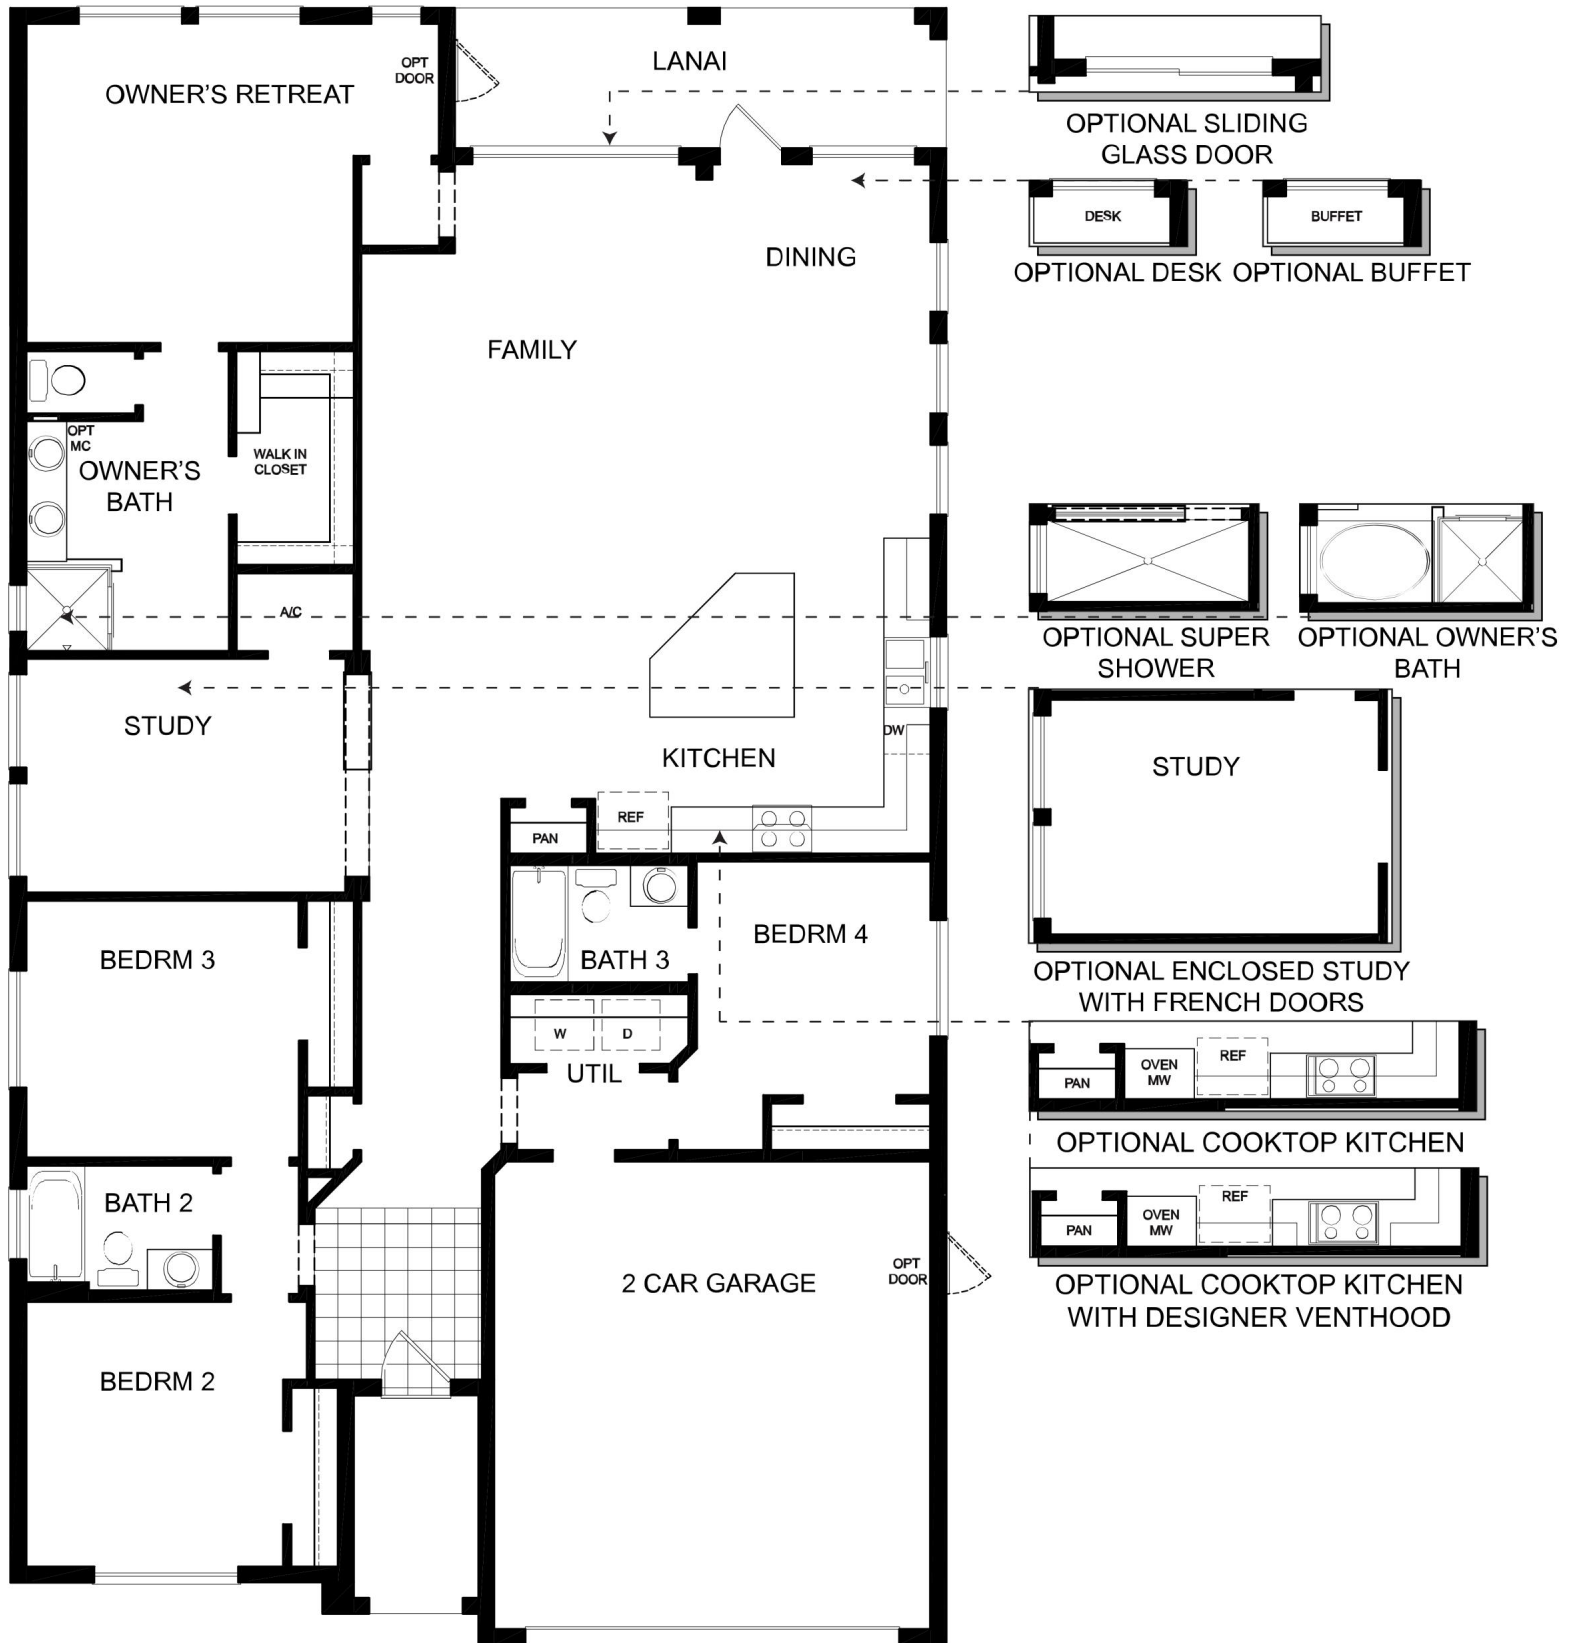 OPT
DOOR
LANAI
OWNER'S RETREAT
OPTIONAL SLIDING
GLASS DOOR
DESK
BUFFET
OPTIONAL DESK
OPTIONAL BUFFET
DINING
FAMILY
OPT
MC
OWNER'S
BATH
WALK IN
CLOSET
A/C
OPTIONAL SUPER
SHOWER
OPTIONAL OWNER'S
BATH
STUDY
KITCHEN
DW
STUDY
REF
PAN
BEDRM 3
BATH 3
BEDRM 4
OPTIONAL ENCLOSED STUDY
WITH FRENCH DOORS
W
D
UTIL
PAN
OVEN
MW
REF
OPTIONAL COOKTOP KITCHEN
BATH 2
PAN
OVEN
MW
REF
2 CAR GARAGE
OPT
DOOR
OPTIONAL COOKTOP KITCHEN
WITH DESIGNER VENTHOOD
BEDRM 2